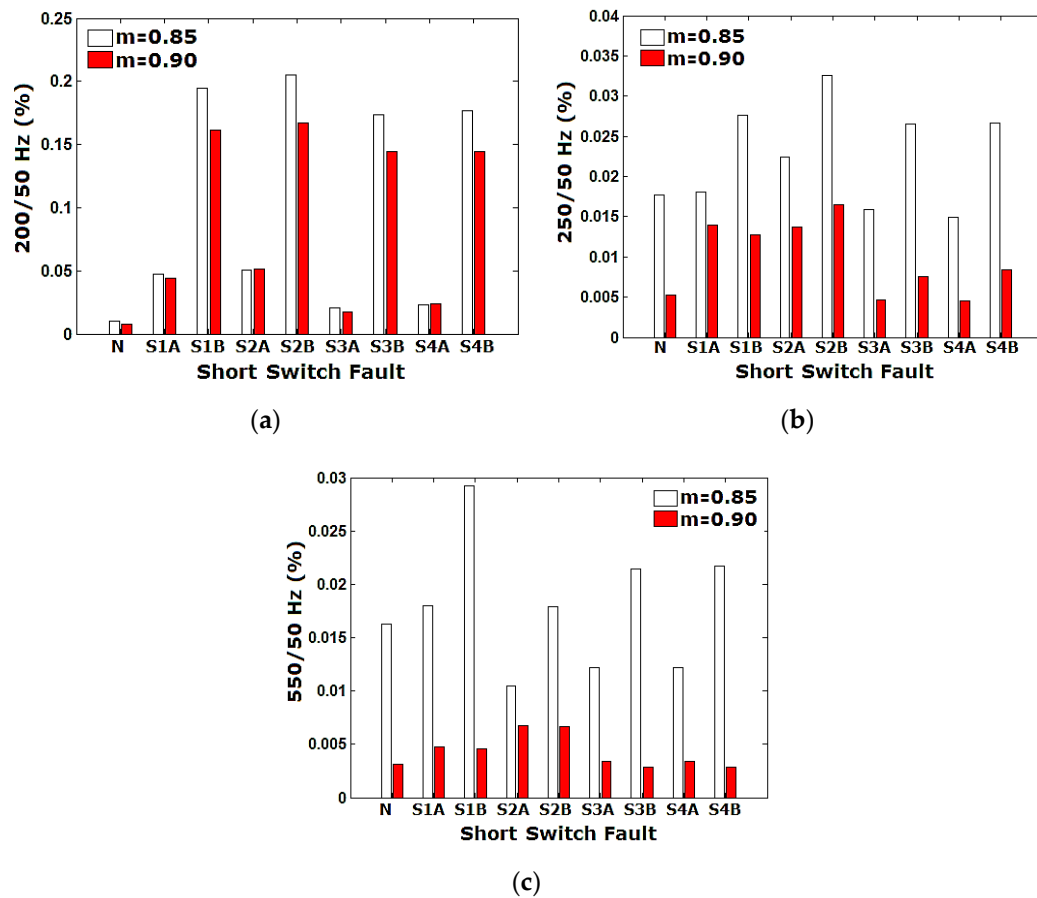 0.25
0.2
0.15
0.1
0.05
0
200/50 Hz (%)
m=0.85
m=0.90
N S1A S1B S2A S2B S3A S3B S4A S4B
Short Switch Fault
(a)
0.04
0.035
0.03
0.025
0.02
0.015
0.01
0.005
0
250/50 Hz (%)
m=0.85
m=0.90
N S1A S1B S2A S2B S3A S3B S4A S4B
Short Switch Fault
(b)
0.03
0.025
0.02
0.015
0.01
0.005
0
550/50 Hz (%)
m=0.85
m=0.90
N S1A S1B S2A S2B S3A S3B S4A S4B
Short Switch Fault
(c)